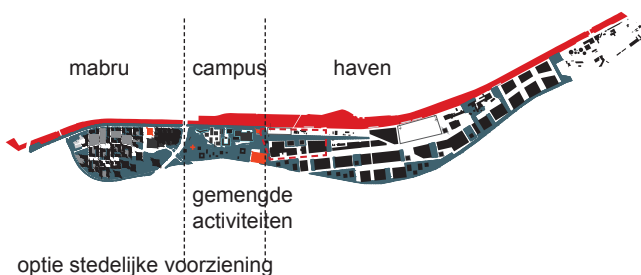 mabru campus haven
gemengde
activiteiten
optie stedelijke voorziening